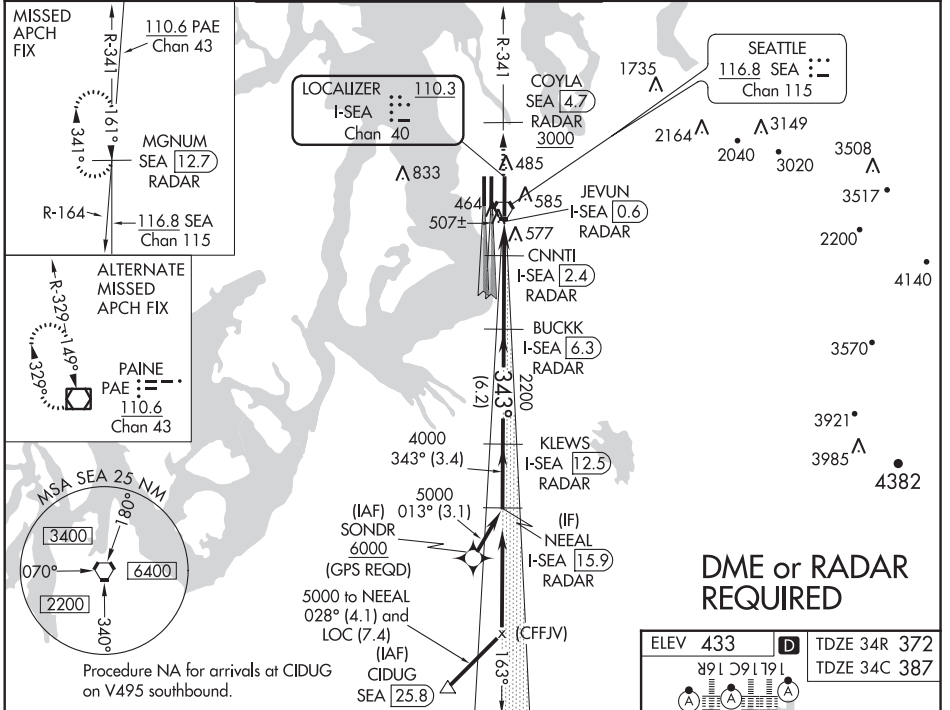 MISSED
APCH
FIX
R-341
110.6 PAE
Chan 43
161°
341°
MGNUM
SEA 12.7
RADAR
R-164
116.8 SEA
Chan 115
ALTERNATE
MISSED
APCH FIX
R-329
149°
329°
PAINE
PAE
110.6
Chan 43
MSA SEA 25 NM
180°
3400
070°
6400
2200
340°
Procedure NA for arrivals at CIDUG
on V495 southbound.
LOCALIZER 110.3
I-SEA
Chan 40
R-341
COYLA
SEA 4.7
RADAR
3000
1735
SEATTLE
116.8 SEA
Chan 115
2164
3149
2040
3020
3508
3517
2200
4140
3570
3921
3985
4382
833
485
464
585
507±
577
JEVUN
I-SEA 0.6
RADAR
CNNTI
I-SEA 2.4
RADAR
BUCKK
I-SEA 6.3
RADAR
2200
343°
(6.2)
KLEWS
I-SEA 12.5
RADAR
4000
343° (3.4)
5000
013° (3.1)
(IAF)
SONDR
6000
(GPS REQD)
(IF)
NEEAL
I-SEA 15.9
RADAR
5000 to NEEAL
028° (4.1) and
LOC (7.4)
(IAF)
CIDUG
SEA 25.8
x (CFFJV)
163°
DME or RADAR
REQUIRED
ELEV 433 D
TDZE 34R 372
TDZE 34C 387
16R 16C 16L
A A A